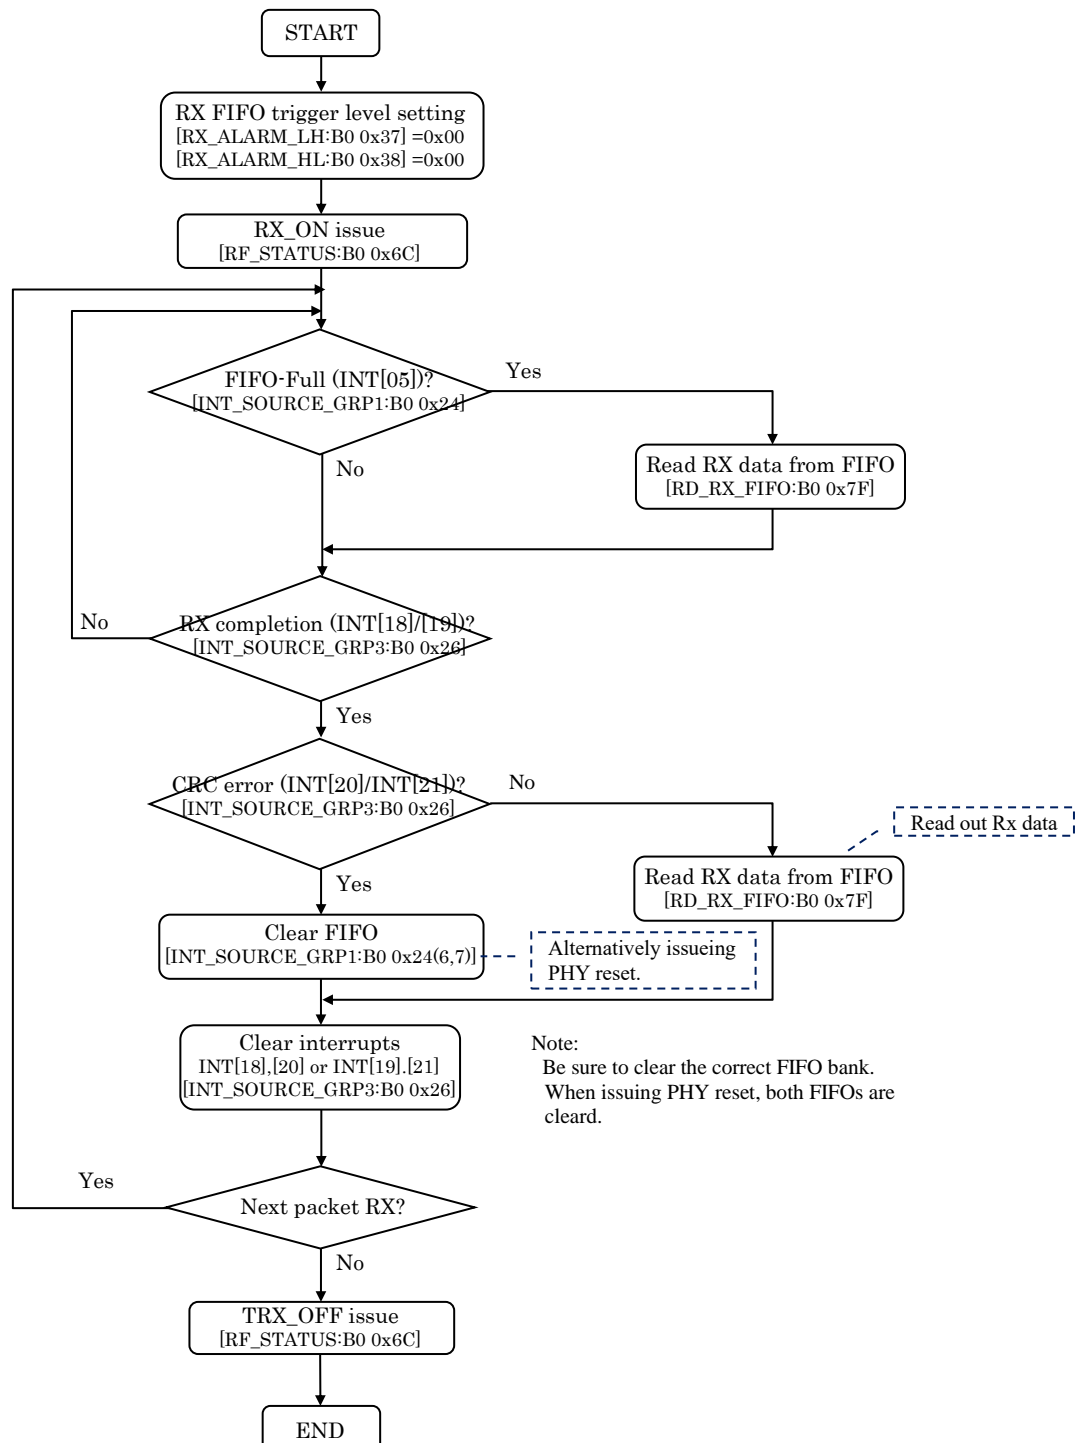 START
RX FIFO trigger level setting
[RX_ALARM_LH:B0 0x37] =0x00
[RX_ALARM_HL:B0 0x38] =0x00
RX_ON issue
[RF_STATUS:B0 0x6C]
FIFO-Full (INT[05])?
[INT_SOURCE_GRP1:B0 0x24]
Yes
No
Read RX data from FIFO
[RD_RX_FIFO:B0 0x7F]
RX completion (INT[18]/[19])?
[INT_SOURCE_GRP3:B0 0x26]
No
Yes
CRC error (INT[20]/INT[21])?
[INT_SOURCE_GRP3:B0 0x26]
No
Read out Rx data
Read RX data from FIFO
[RD_RX_FIFO:B0 0x7F]
Yes
Clear FIFO
[INT_SOURCE_GRP1:B0 0x24(6,7)]
Alternatively issueing
PHY reset.
Clear interrupts
INT[18],[20] or INT[19].[21]
[INT_SOURCE_GRP3:B0 0x26]
Note:
Be sure to clear the correct FIFO bank.
When issuing PHY reset, both FIFOs are
cleard.
Yes
Next packet RX?
No
TRX_OFF issue
[RF_STATUS:B0 0x6C]
END